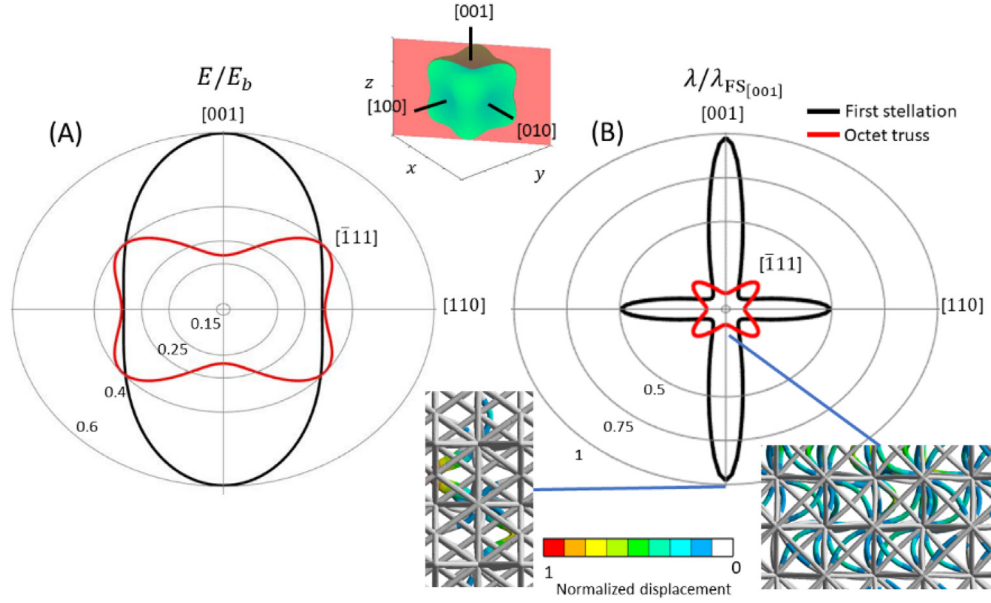 [001]
E/E_b
λ/λ_FS[001]
[001]
z
[100]
[010]
x
y
[001]
First stellation
Octet truss
(A)
(B)
[1̅11]
[1̅11]
[110]
[110]
0.15
0.25
0.4
0.6
0.5
0.75
1
1
0
Normalized displacement